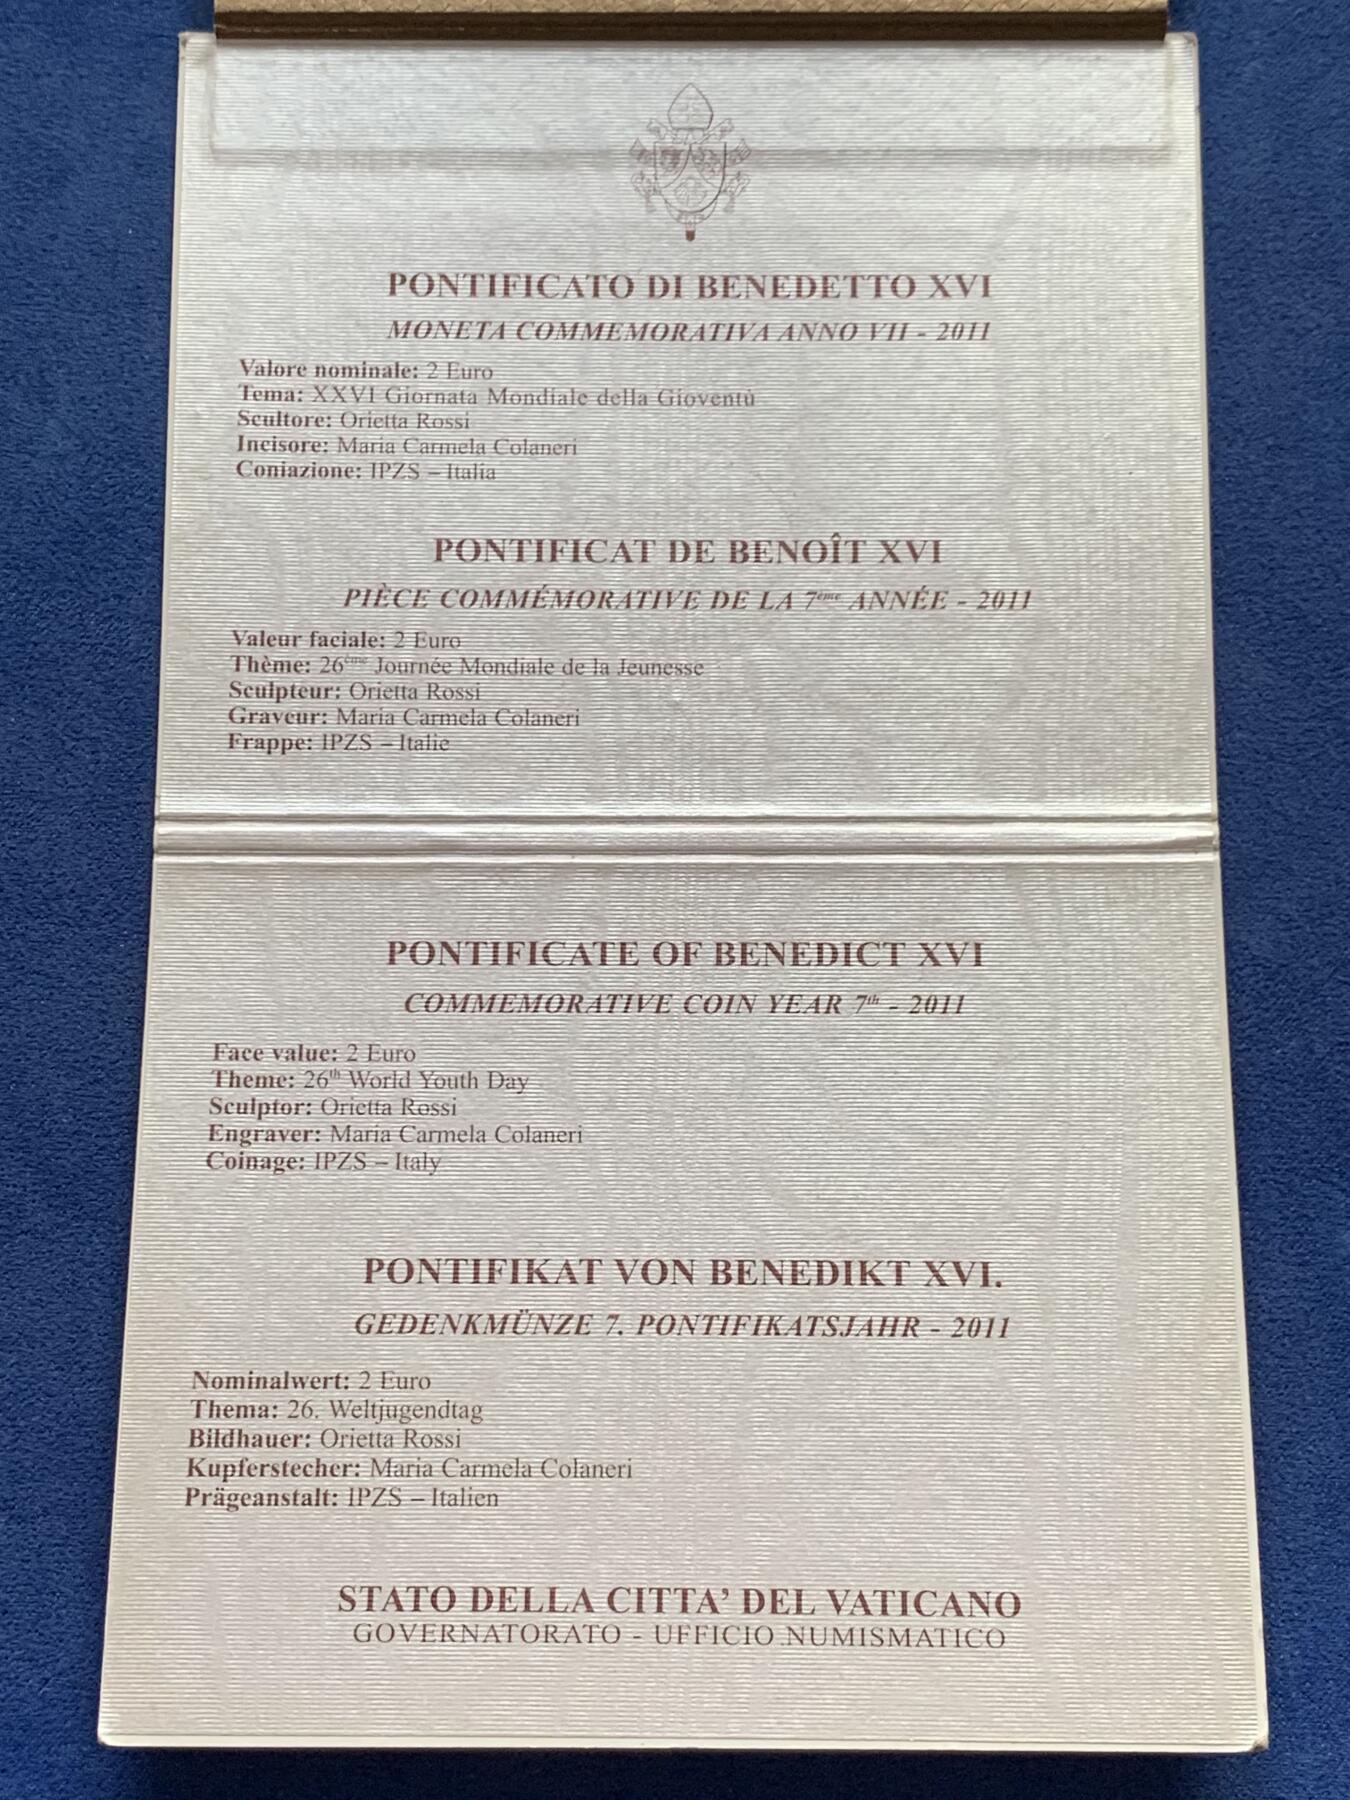 PONTIFICATO DI BENEDETTO XVI
MONETA COMMEMORATIVA ANNO VII - 2011
Valore nominale: 2 Euro
Tema: XXVI Giornata Mondiale della Gioventù
Scultore: Orietta Rossi
Incisore: Maria Carmela Colaneri
Coniazione: IPZS – Italia
PONTIFICAT DE BENOÎT XVI
PIÈCE COMMÉMORATIVE DE LA 7ème ANNÉE - 2011
Valeur faciale: 2 Euro
Thème: 26ème Journée Mondiale de la Jeunesse
Sculpteur: Orietta Rossi
Graveur: Maria Carmela Colaneri
Frappe: IPZS – Italie
PONTIFICATE OF BENEDICT XVI
COMMEMORATIVE COIN YEAR 7th - 2011
Face value: 2 Euro
Theme: 26th World Youth Day
Sculptor: Orietta Rossi
Engraver: Maria Carmela Colaneri
Coinage: IPZS – Italy
PONTIFIKAT VON BENEDIKT XVI.
GEDENKMÜNZE 7. PONTIFIKATSJAHR - 2011
Nominalwert: 2 Euro
Thema: 26. Weltjugendtag
Bildhauer: Orietta Rossi
Kupferstecher: Maria Carmela Colaneri
Prägeanstalt: IPZS – Italien
STATO DELLA CITTA' DEL VATICANO
GOVERNATORATO - UFFICIO NUMISMATICO